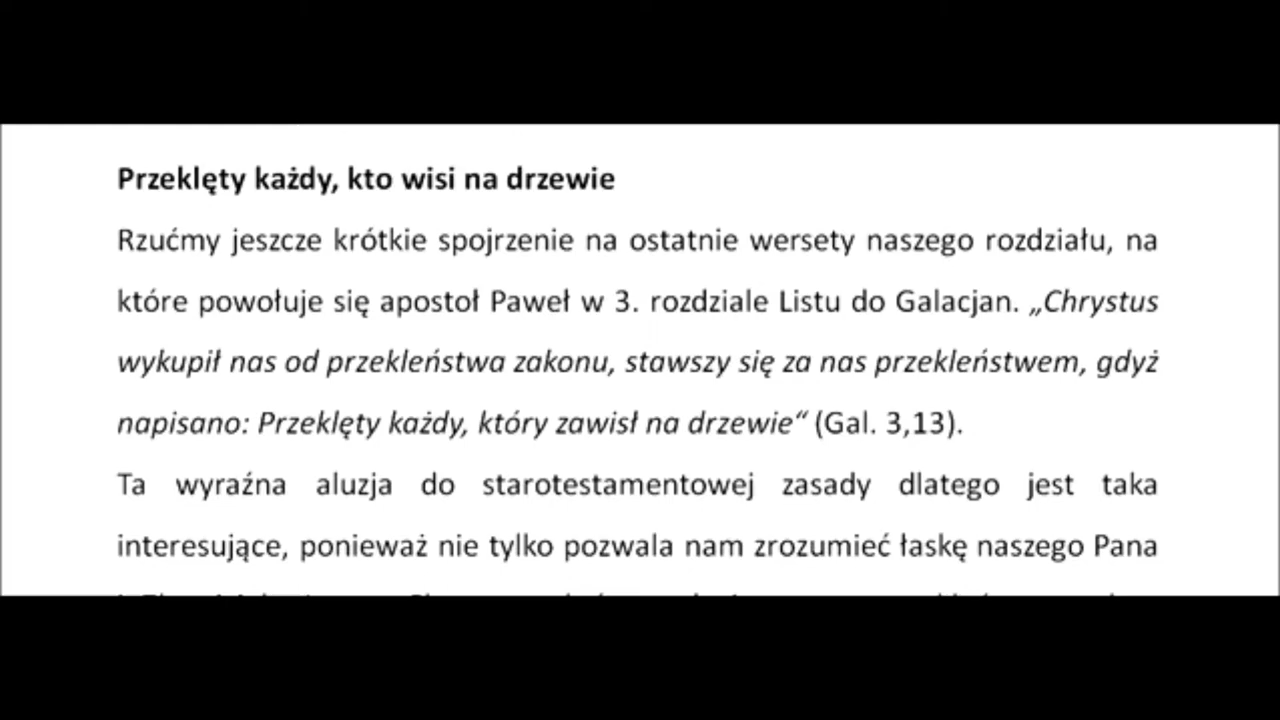 Przeklęty każdy, kto wisi na drzewie
Rzućmy jeszcze krótkie spojrzenie na ostatnie wersety naszego rozdziału, na
które powołuje się apostoł Paweł w 3. rozdziale Listu do Galacjan. „Chrystus
wykupił nas od przekleństwa zakonu, stawszy się za nas przekleństwem, gdyż
napisano: Przeklęty każdy, który zawisł na drzewie“ (Gal. 3,13).
Ta wyraźna aluzja do starotestamentowej zasady dlatego jest taka
interesujące, ponieważ nie tylko pozwala nam zrozumieć łaskę naszego Pana